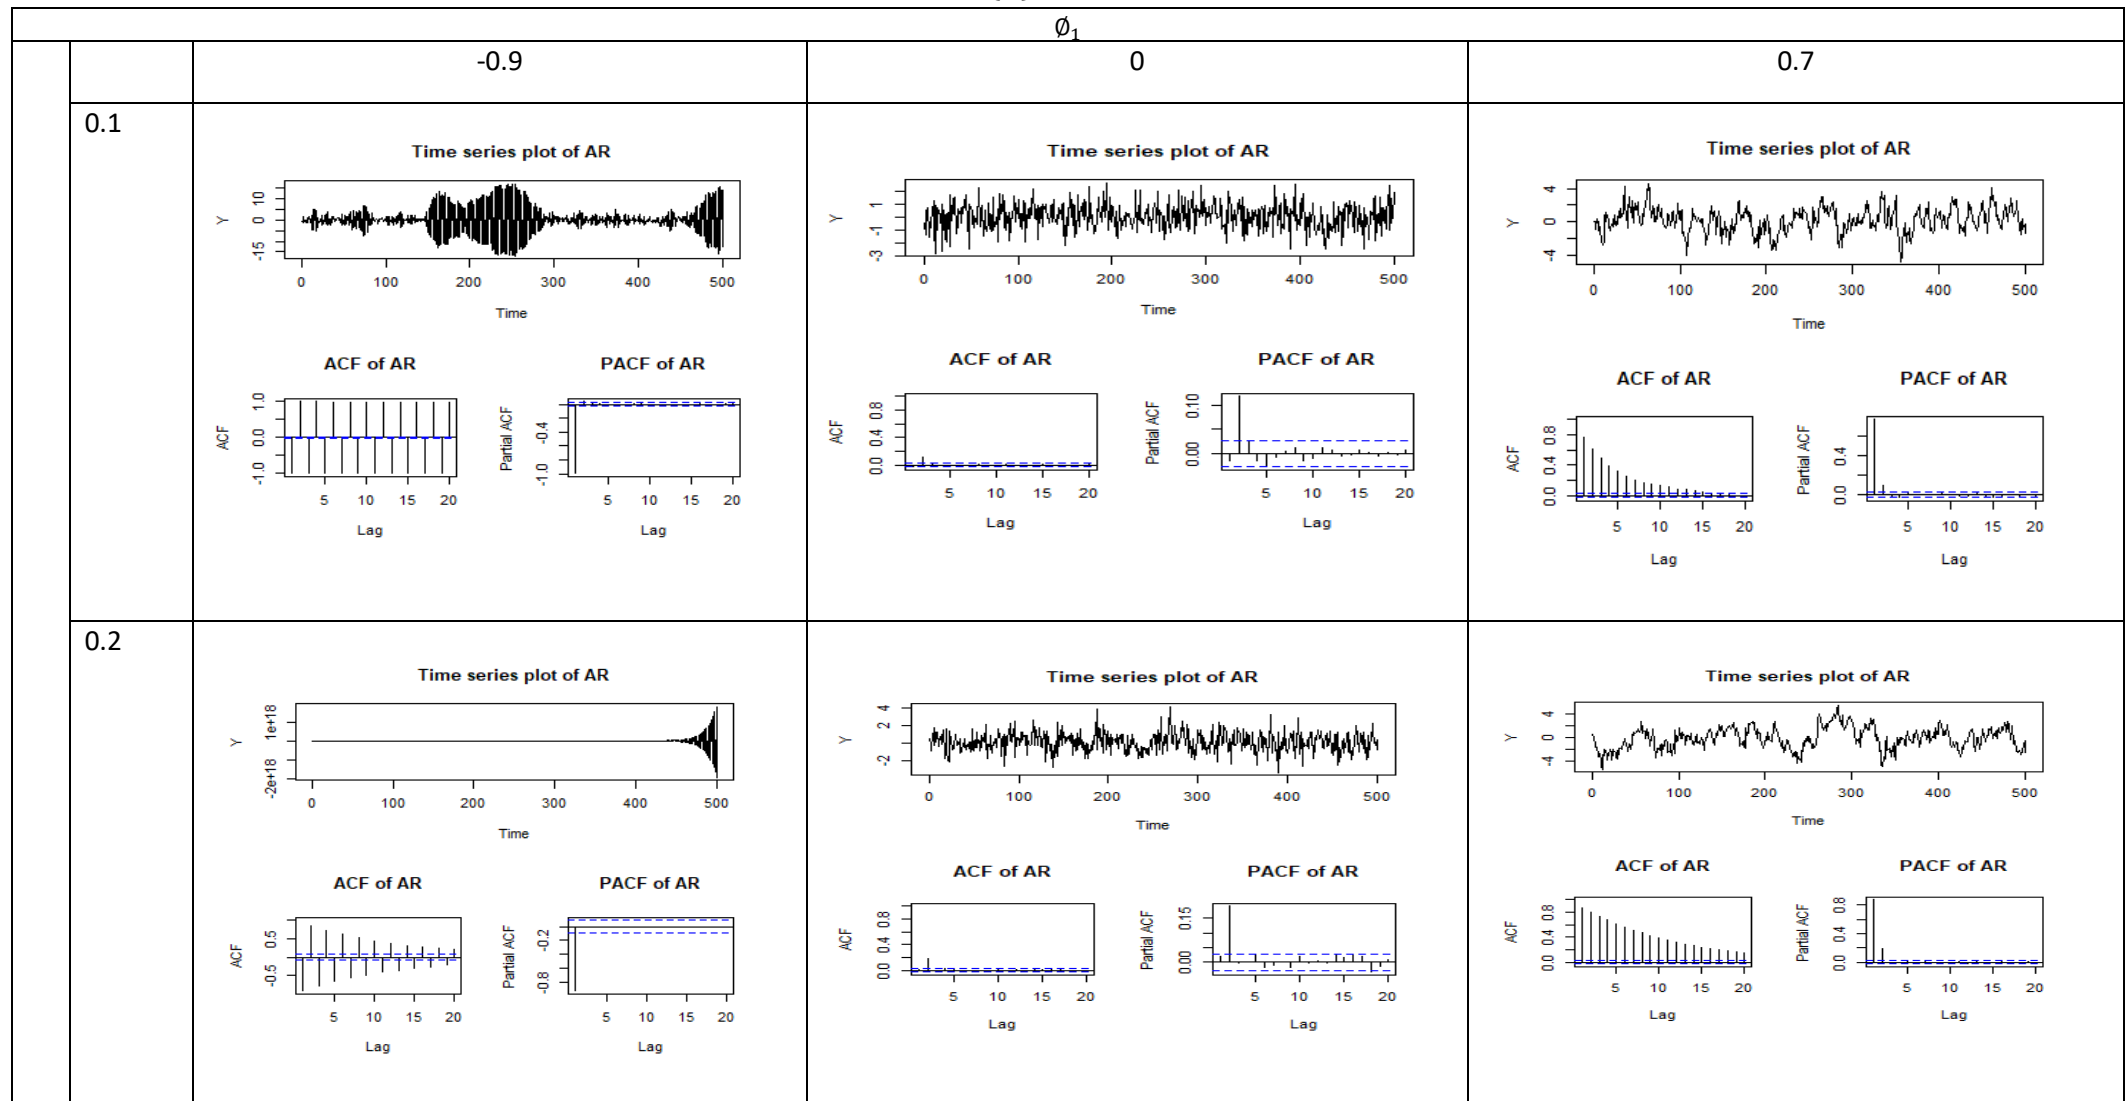 ∅₁
-0.9 0 0.7
0.1
Time series plot of AR
Y
10
0
-15
0 100 200 300 400 500
Time
ACF of AR
ACF
1.0
0.0
-1.0
5 10 15 20
Lag
PACF of AR
Partial ACF
-0.4
-1.0
5 10 15 20
Lag
Time series plot of AR
Y
1
-1
-3
0 100 200 300 400 500
Time
ACF of AR
ACF
0.8
0.4
0.0
5 10 15 20
Lag
PACF of AR
Partial ACF
0.10
0.00
5 10 15 20
Lag
Time series plot of AR
Y
4
0
-4
0 100 200 300 400 500
Time
ACF of AR
ACF
0.8
0.4
0.0
5 10 15 20
Lag
PACF of AR
Partial ACF
0.4
0.0
5 10 15 20
Lag
0.2
Time series plot of AR
Y
1e+18
-2e+18
0 100 200 300 400 500
Time
ACF of AR
ACF
0.5
-0.5
5 10 15 20
Lag
PACF of AR
Partial ACF
-0.2
-0.8
5 10 15 20
Lag
Time series plot of AR
Y
4
2
-2
0 100 200 300 400 500
Time
ACF of AR
ACF
0.8
0.4
0.0
5 10 15 20
Lag
PACF of AR
Partial ACF
0.15
0.00
5 10 15 20
Lag
Time series plot of AR
Y
4
0
-4
0 100 200 300 400 500
Time
ACF of AR
ACF
0.8
0.4
0.0
5 10 15 20
Lag
PACF of AR
Partial ACF
0.8
0.4
0.0
5 10 15 20
Lag